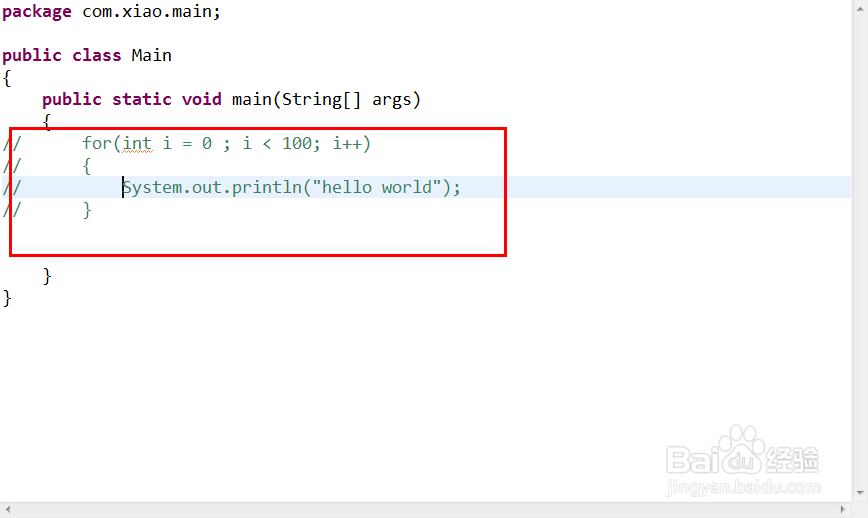 package com.xiao.main;
public class Main
{
    public static void main(String[] args)
    {
//      for(int i = 0 ; i < 100; i++)
//      {
//          System.out.println("hello world");
//      }
    }
}
Baidu经验
jingyan.baidu.com